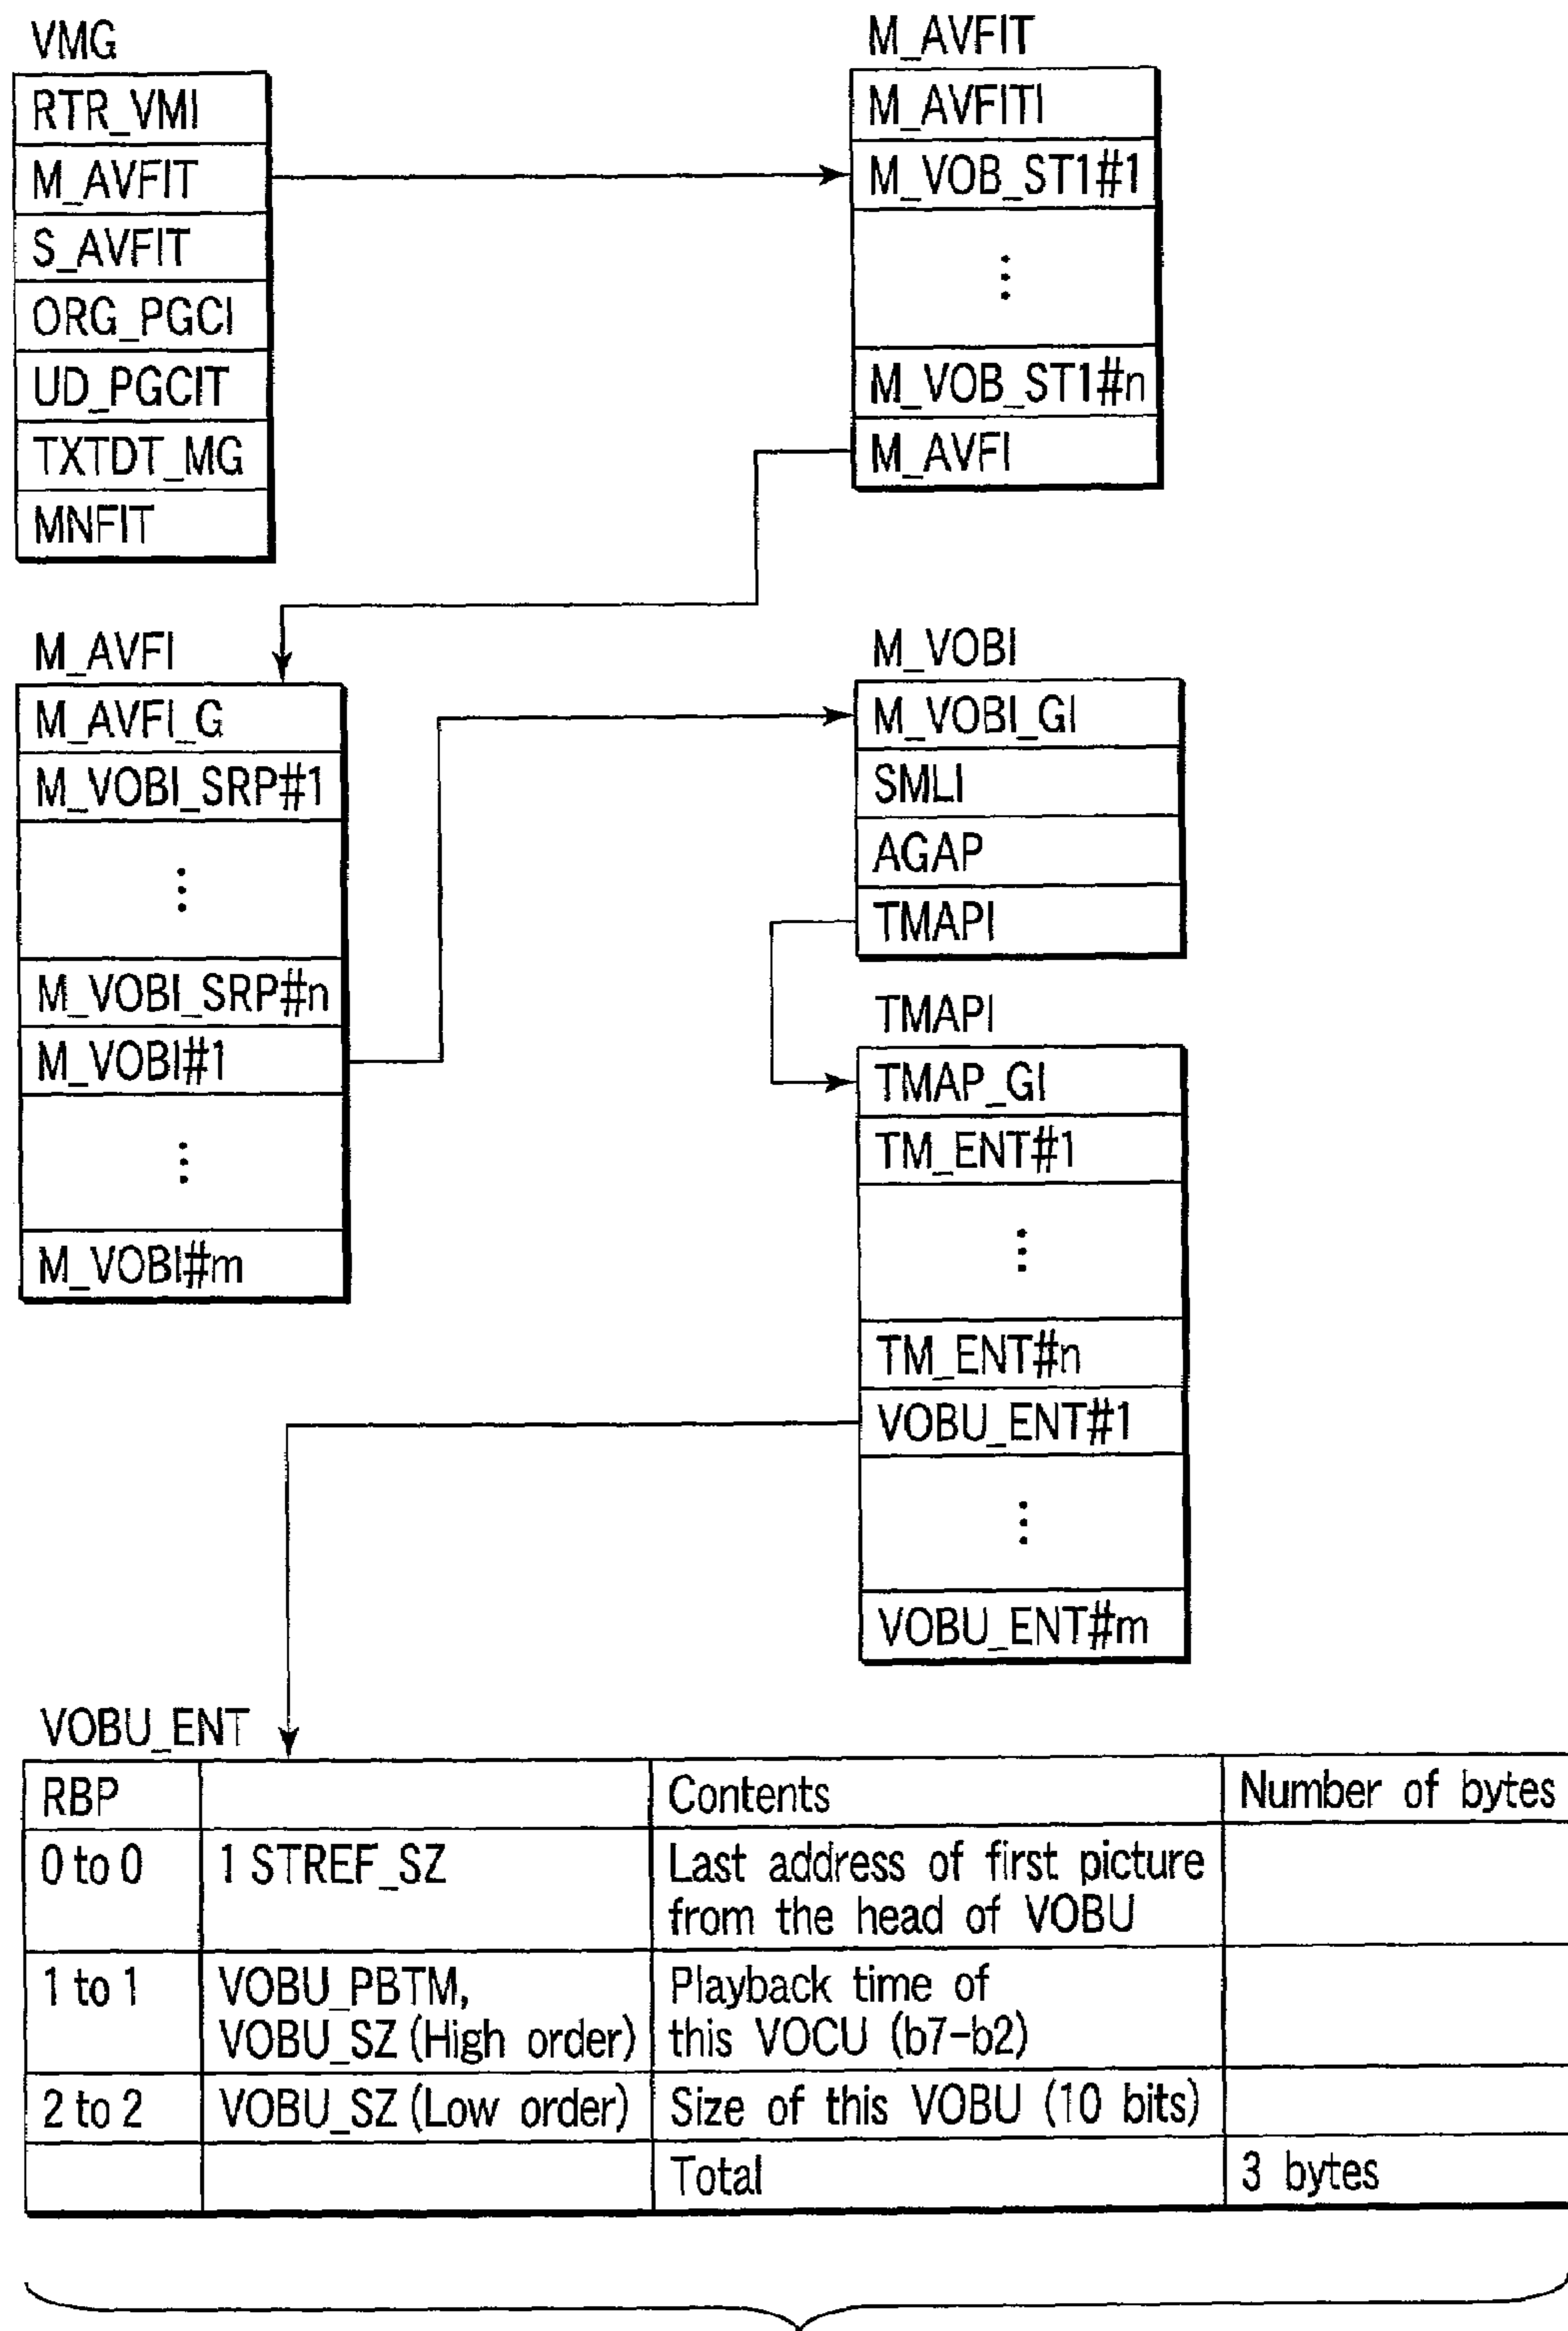 VMG
RTR_VMI
M_AVFIT
S_AVFIT
ORG_PGCI
UD_PGCIT
TXTDT_MG
MNFIT
M_AVFIT
M_AVFITI
M_VOB_ST1#1
M_VOB_ST1#n
M_AVFI
M_AVFI
M_AVFI_G
M_VOBI_SRP#1
M_VOBI_SRP#n
M_VOBI#1
M_VOBI#m
M_VOBI
M_VOBI_GI
SMLI
AGAP
TMAPI
TMAPI
TMAP_GI
TM_ENT#1
TM_ENT#n
VOBU_ENT#1
VOBU_ENT#m
VOBU_ENT
RBP Contents Number of bytes
0 to 0 1 STREF_SZ Last address of first picture
from the head of VOBU
1 to 1 VOBU_PBTM, Playback time of
VOBU_SZ (High order) this VOCU (b7-b2)
2 to 2 VOBU_SZ (Low order) Size of this VOBU (10 bits)
Total 3 bytes